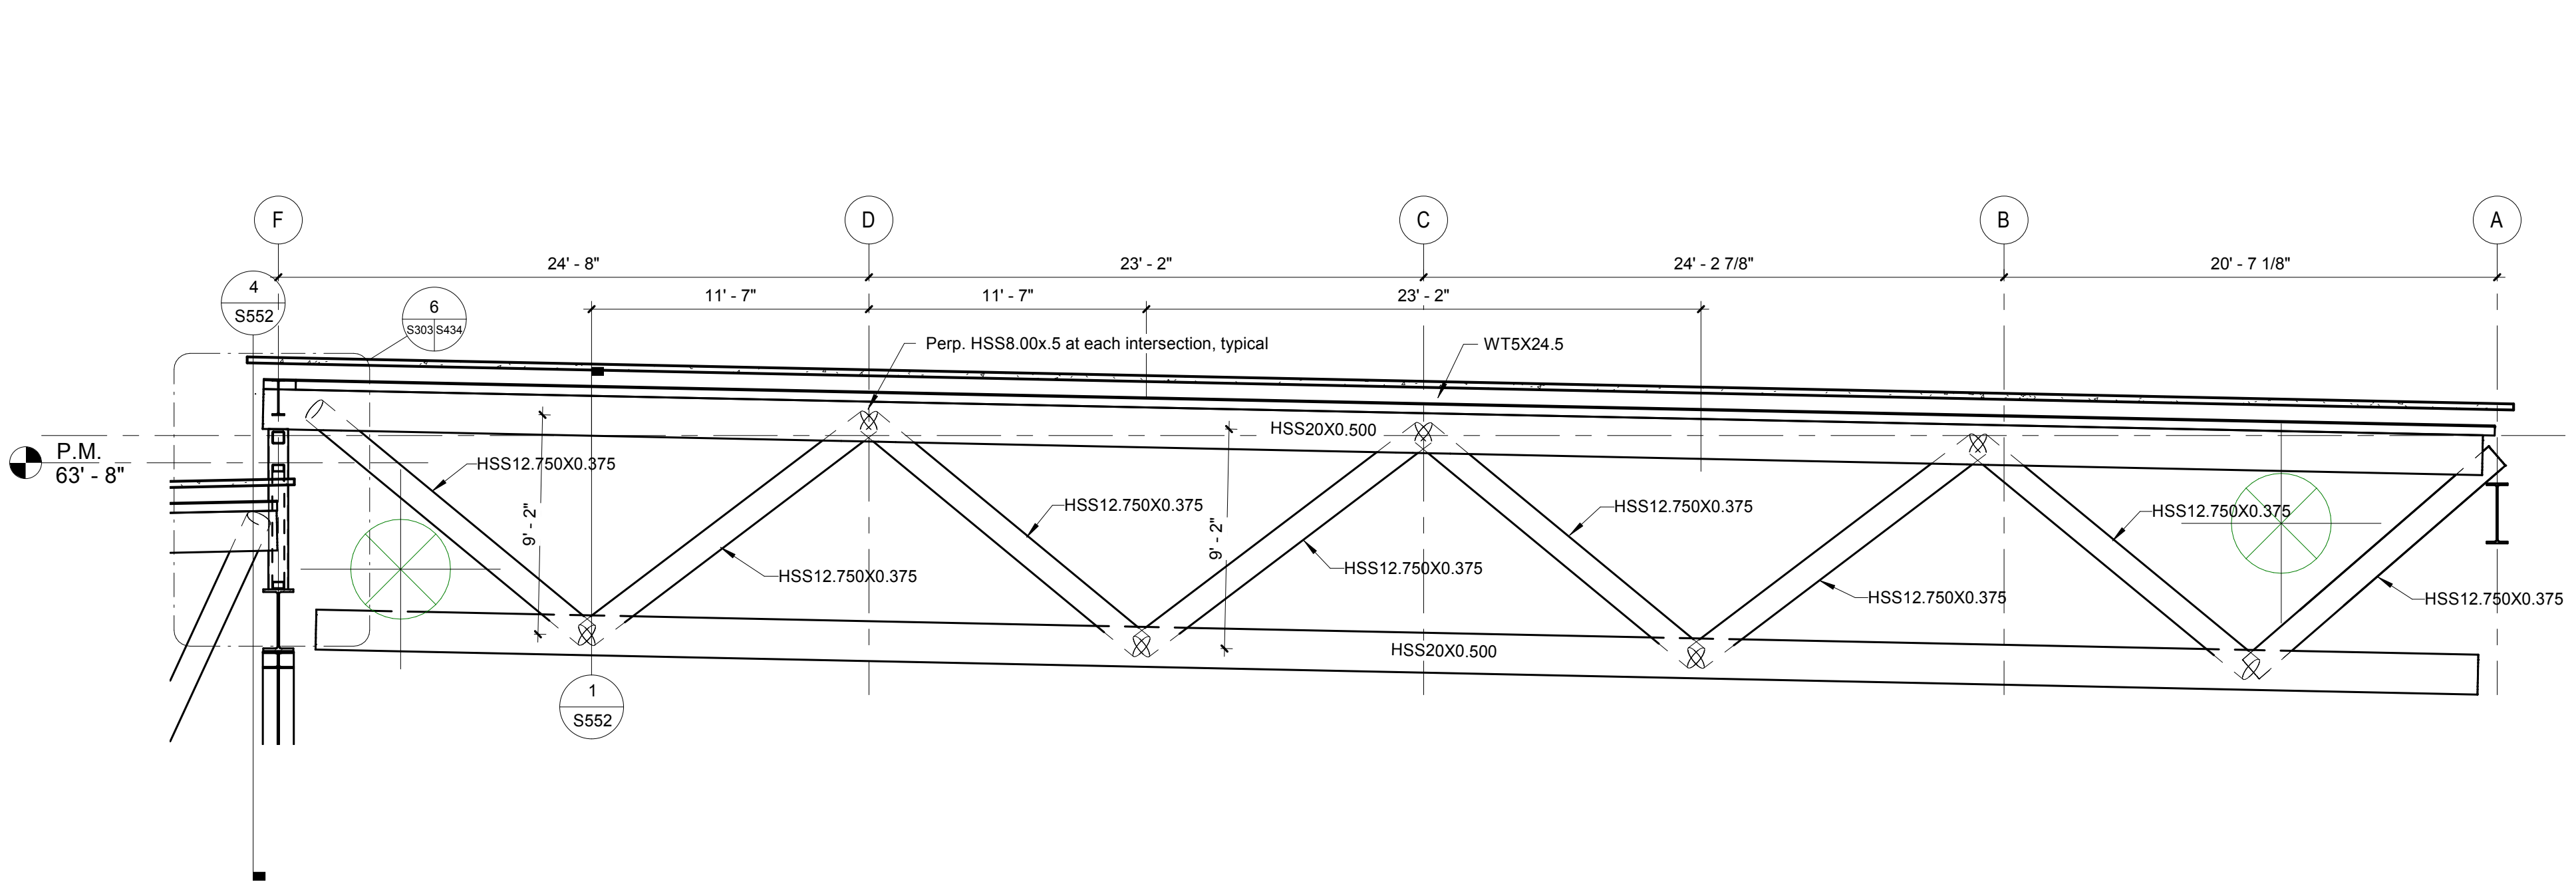 F
D
C
B
A
24' - 8"
23' - 2"
24' - 2 7/8"
20' - 7 1/8"
4
S552
6
S303
S434
11' - 7"
11' - 7"
23' - 2"
Perp. HSS8.00x.5 at each intersection, typical
WT5X24.5
HSS20X0.500
P.M.
63' - 8"
HSS12.750X0.375
9' - 2"
HSS12.750X0.375
HSS12.750X0.375
9' - 2"
HSS12.750X0.375
HSS12.750X0.375
HSS12.750X0.375
HSS12.750X0.375
HSS12.750X0.375
HSS20X0.500
1
S552